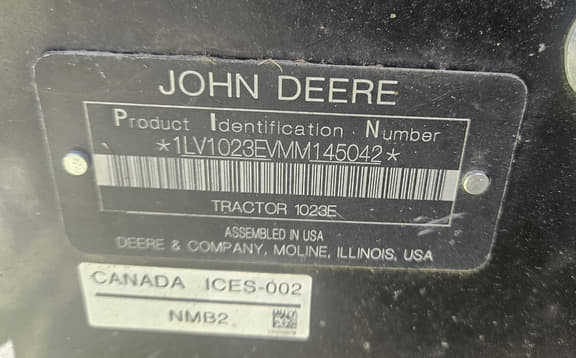 JOHN DEERE
Product Identification Number
*1LV1023EVMM145042*
TRACTOR 1023E
ASSEMBLED IN USA
DEERE & COMPANY, MOLINE, ILLINOIS, USA
CANADA ICES-002
NMB2